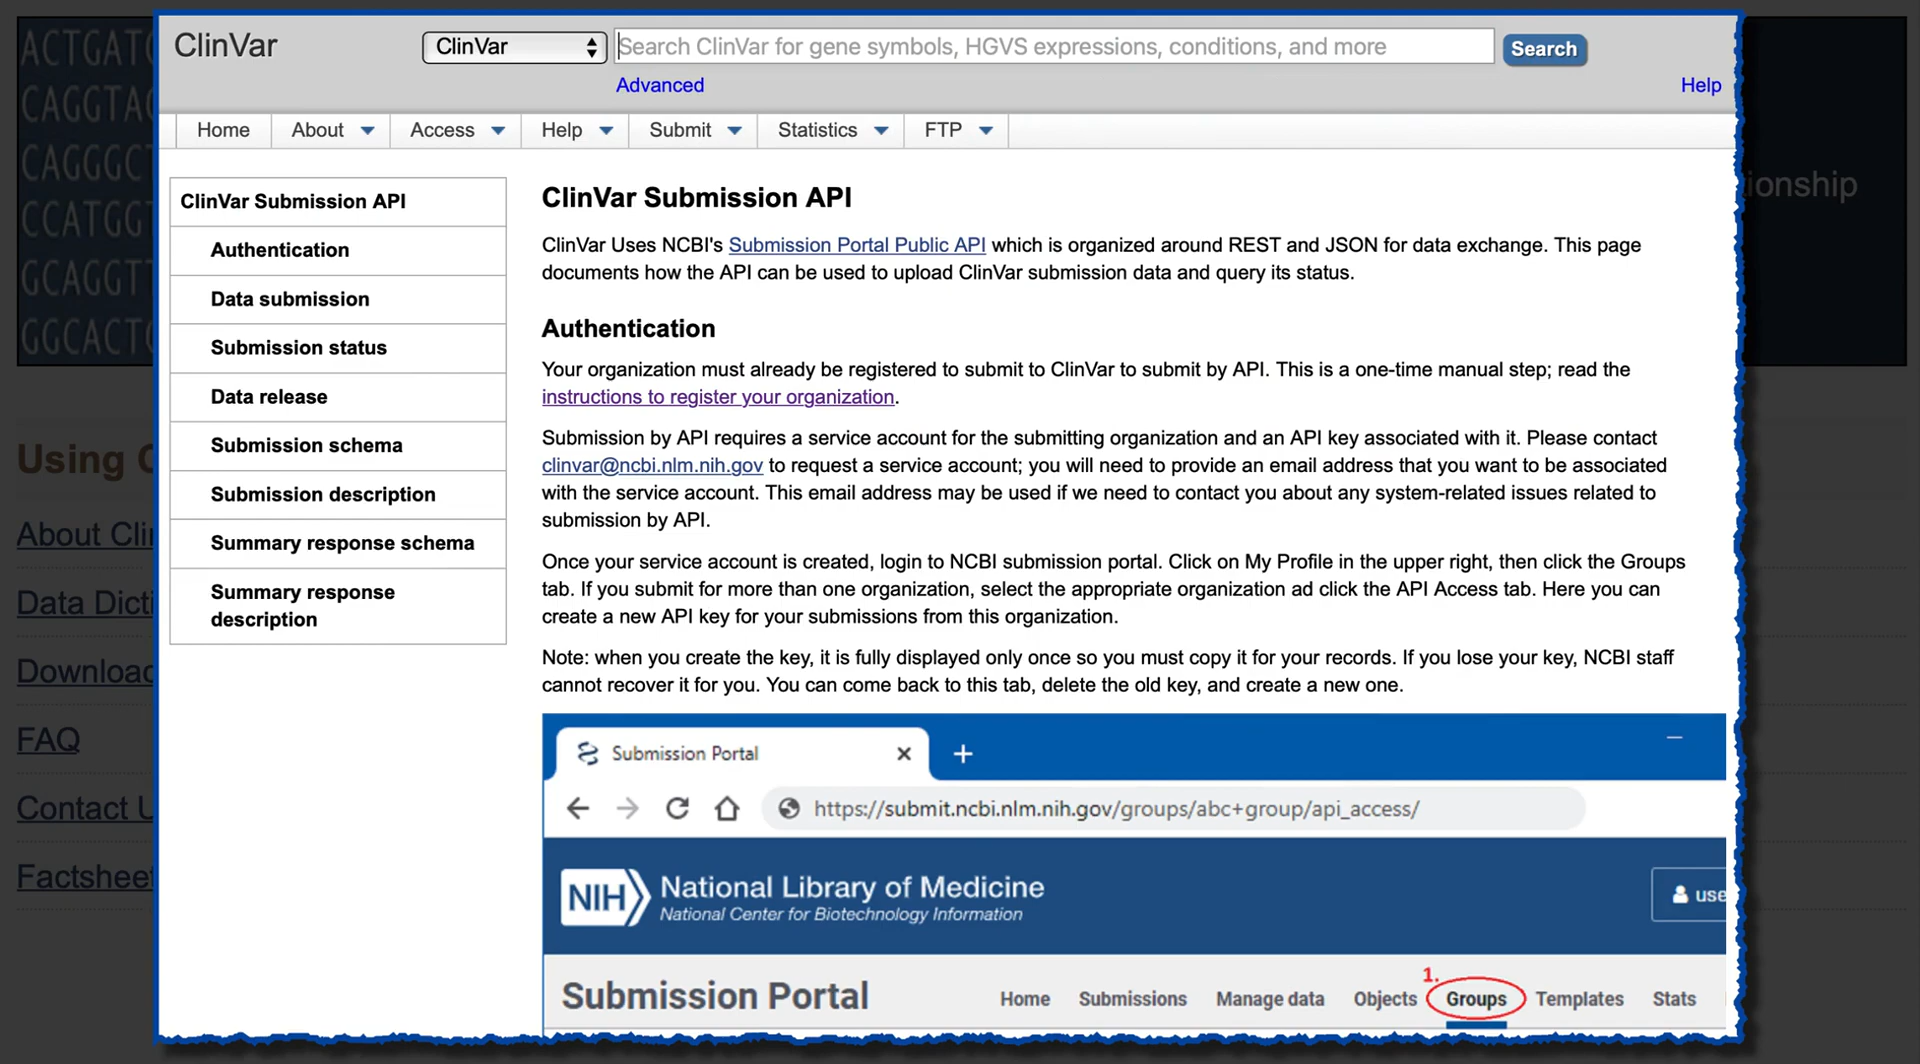 ClinVar
ClinVar
Search ClinVar for gene symbols, HGVS expressions, conditions, and more
Search
Advanced
Help
Home
About
Access
Help
Submit
Statistics
FTP
ClinVar Submission API
Authentication
Data submission
Submission status
Data release
Submission schema
Submission description
Summary response schema
Summary response
description
ClinVar Submission API
ClinVar Uses NCBI's Submission Portal Public API which is organized around REST and JSON for data exchange. This page
documents how the API can be used to upload ClinVar submission data and query its status.
Authentication
Your organization must already be registered to submit to ClinVar to submit by API. This is a one-time manual step; read the
instructions to register your organization.
Submission by API requires a service account for the submitting organization and an API key associated with it. Please contact
clinvar@ncbi.nlm.nih.gov to request a service account; you will need to provide an email address that you want to be associated
with the service account. This email address may be used if we need to contact you about any system-related issues related to
submission by API.
Once your service account is created, login to NCBI submission portal. Click on My Profile in the upper right, then click the Groups
tab. If you submit for more than one organization, select the appropriate organization ad click the API Access tab. Here you can
create a new API key for your submissions from this organization.
Note: when you create the key, it is fully displayed only once so you must copy it for your records. If you lose your key, NCBI staff
cannot recover it for you. You can come back to this tab, delete the old key, and create a new one.
Submission Portal
https://submit.ncbi.nlm.nih.gov/groups/abc+group/api_access/
NIH National Library of Medicine
National Center for Biotechnology Information
use
Submission Portal
Home
Submissions
Manage data
Objects
1.
Groups
Templates
Stats
ACTGATC
CAGGTAC
CAGGGCT
CCATGGT
GCAGGTT
GGCACTC
ionship
Using C
About Clin
Data Dicti
Download
FAQ
Contact U
Factsheet